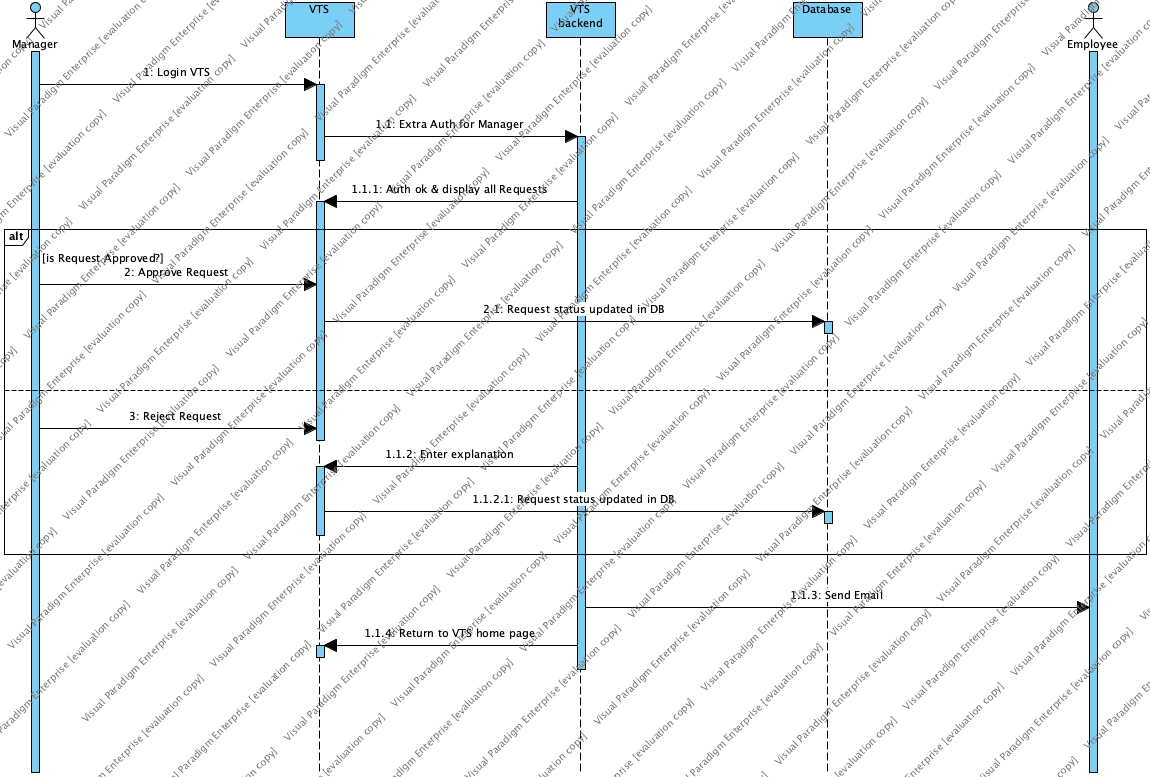 Manager
VTS
VTS
backend
Database
Employee
1: Login VTS
1.1: Extra Auth for Manager
1.1.1: Auth ok & display all Requests
alt
[is Request Approved?]
2: Approve Request
2.1: Request status updated in DB
3: Reject Request
1.1.2: Enter explanation
1.1.2.1: Request status updated in DB
1.1.3: Send Email
1.1.4: Return to VTS home page
Visual Paradigm Enterprise [evaluation copy]